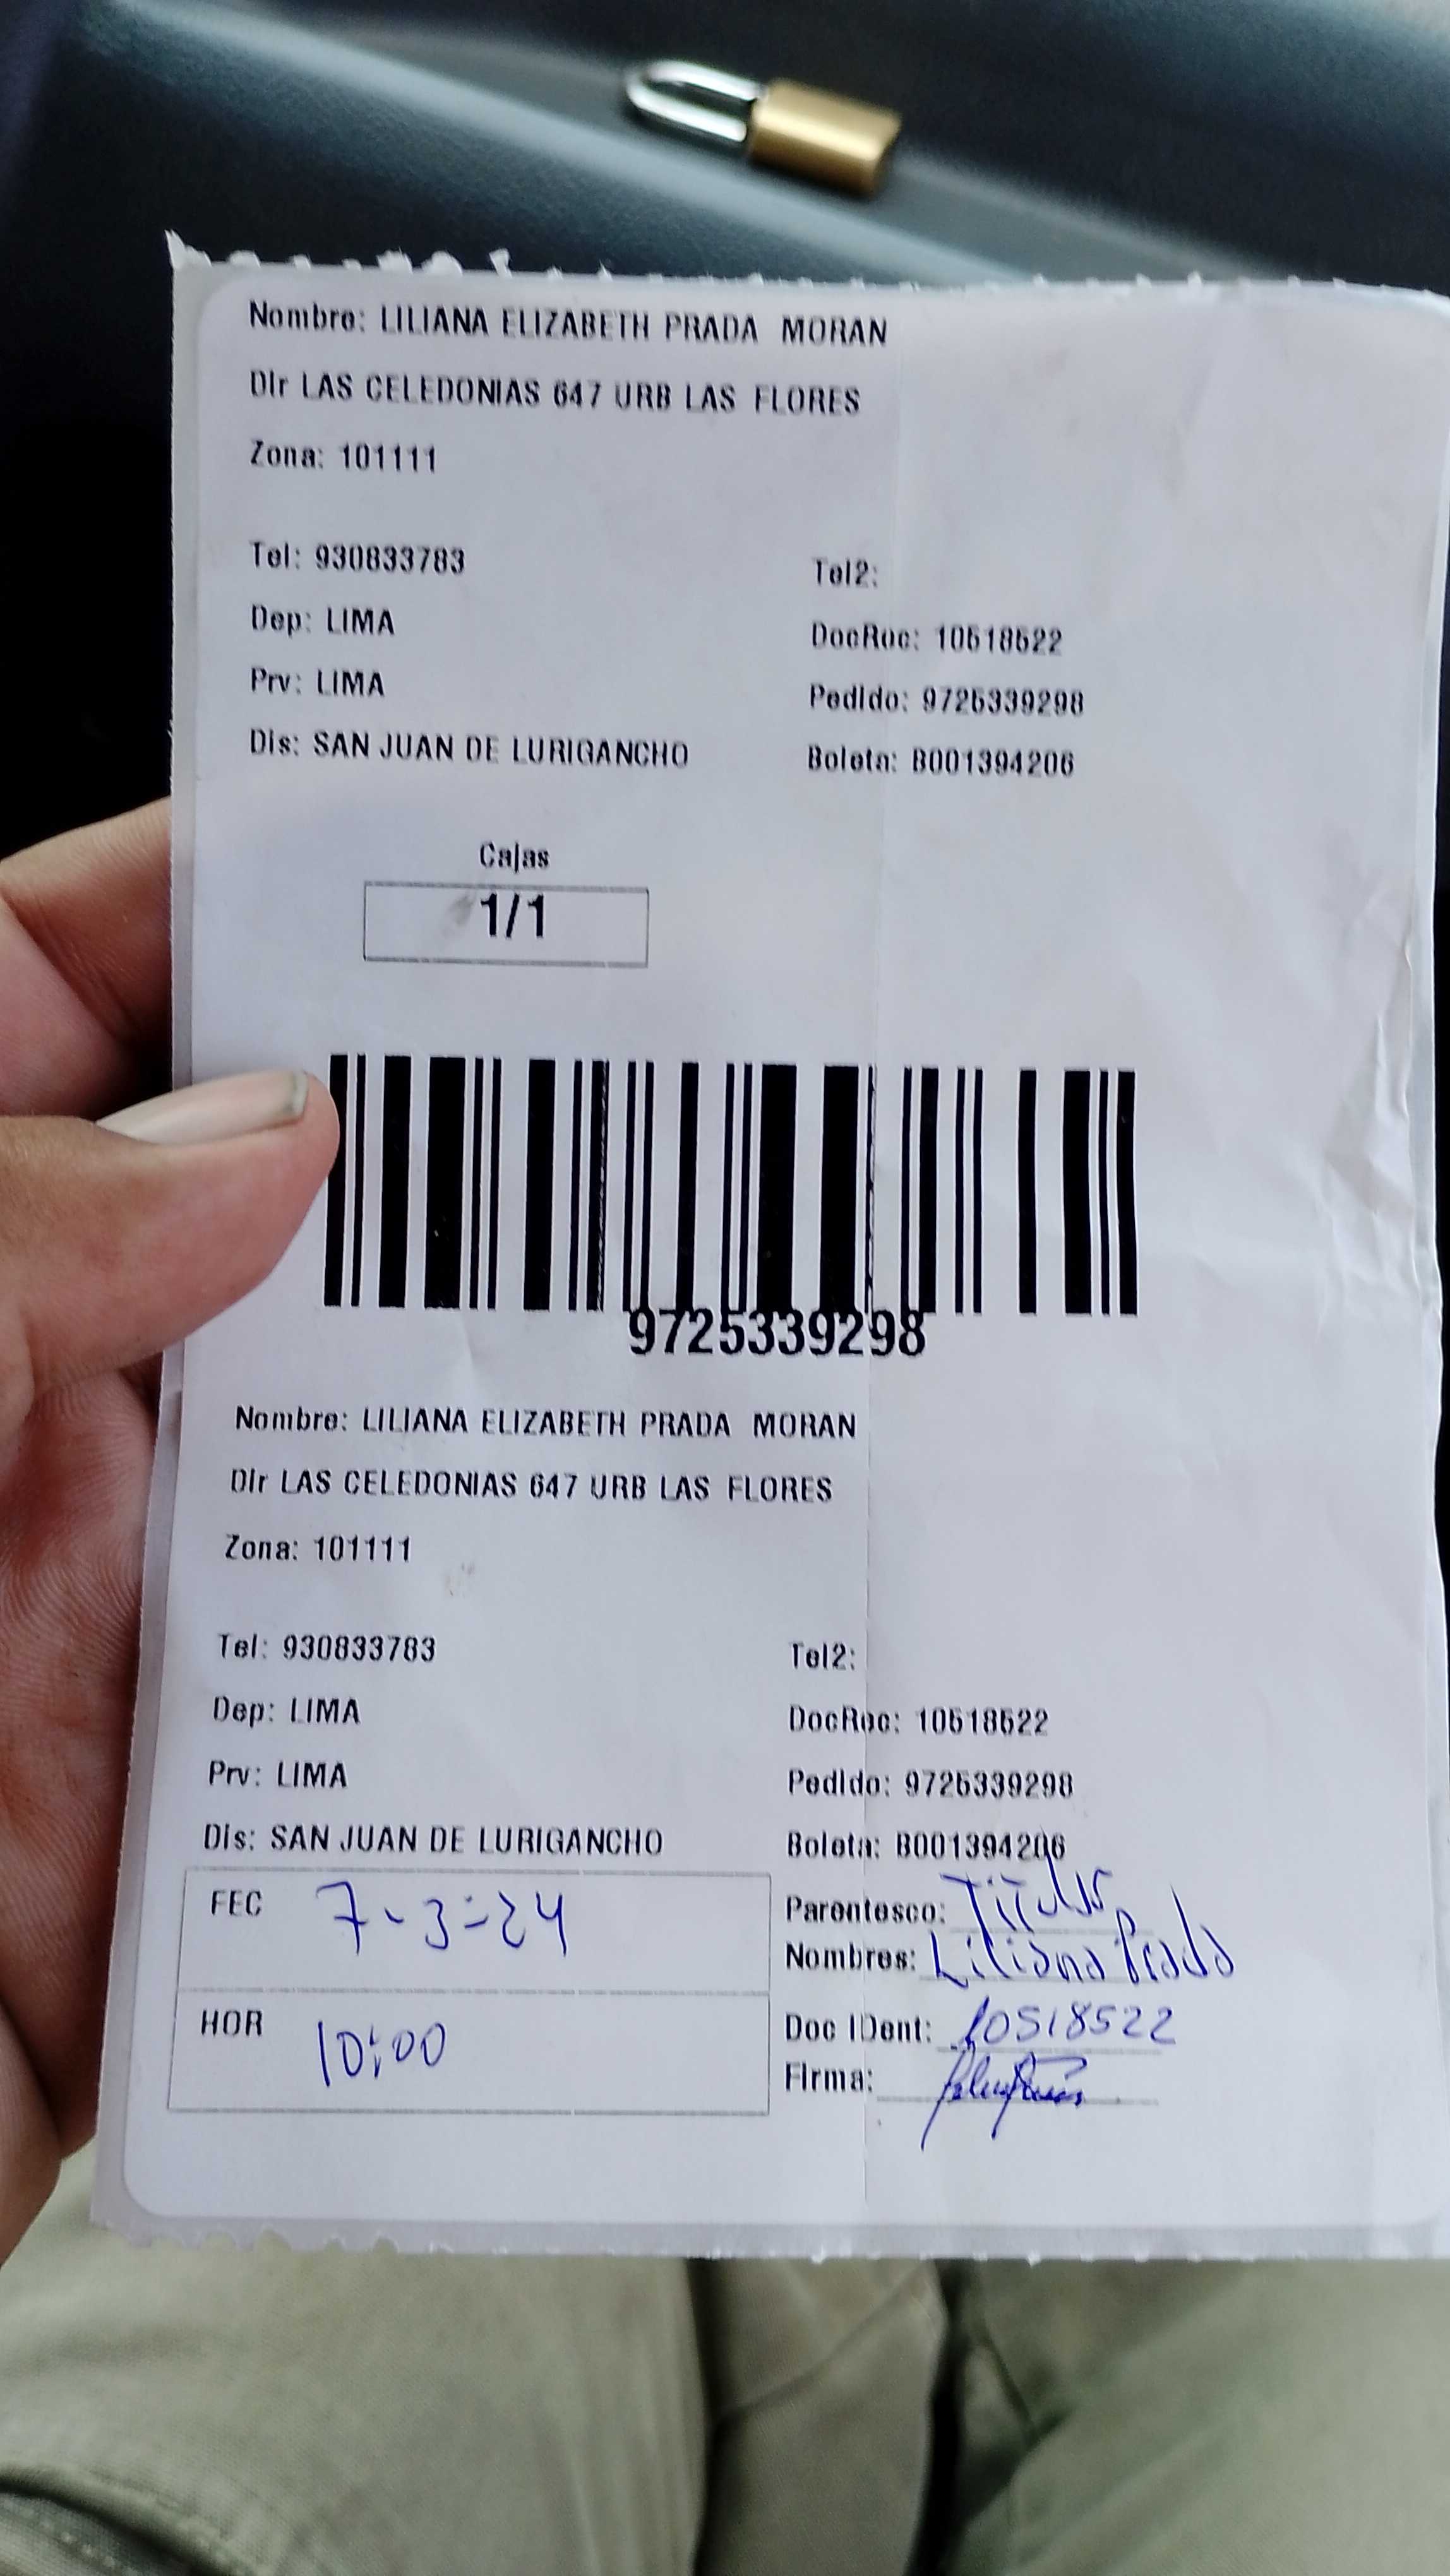 Nombre: LILIANA ELIZABETH PRADA MORAN
Dir LAS CELEDONIAS 647 URB LAS FLORES
Zona: 101111
Tel: 930833783
Tel2:
Dep: LIMA
DocRec: 10518522
Prv: LIMA
Pedido: 9725339298
Dis: SAN JUAN DE LURIGANCHO
Boleta: B001394206
Cajas
1/1
9725339298
Nombre: LILIANA ELIZABETH PRADA MORAN
Dir LAS CELEDONIAS 647 URB LAS FLORES
Zona: 101111
Tel: 930833783
Tel2:
Dep: LIMA
DocRec: 10518522
Prv: LIMA
Pedido: 9725339298
Dis: SAN JUAN DE LURIGANCHO
Boleta: B001394206
FEC 7-3-24
Parentesco: Titular
Nombres: Liliana Prada
HOR 10:00
Doc IDent: 10518522
Firma: